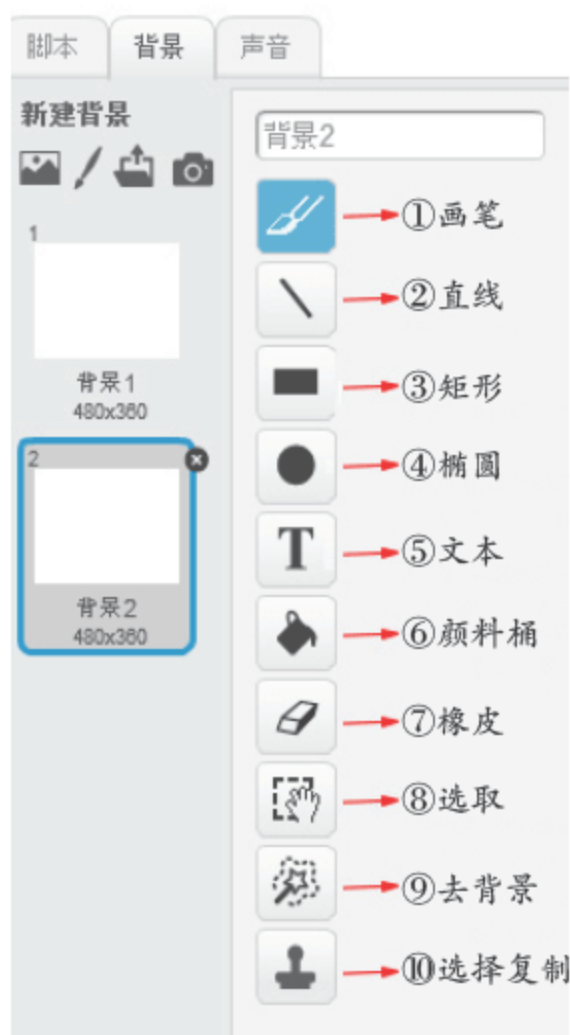 脚本 背景 声音
新建背景
背景2
1
背景1
480x360
2
背景2
480x360
①画笔
②直线
③矩形
④椭圆
T
⑤文本
⑥颜料桶
⑦橡皮
⑧选取
⑨去背景
⑩选择复制